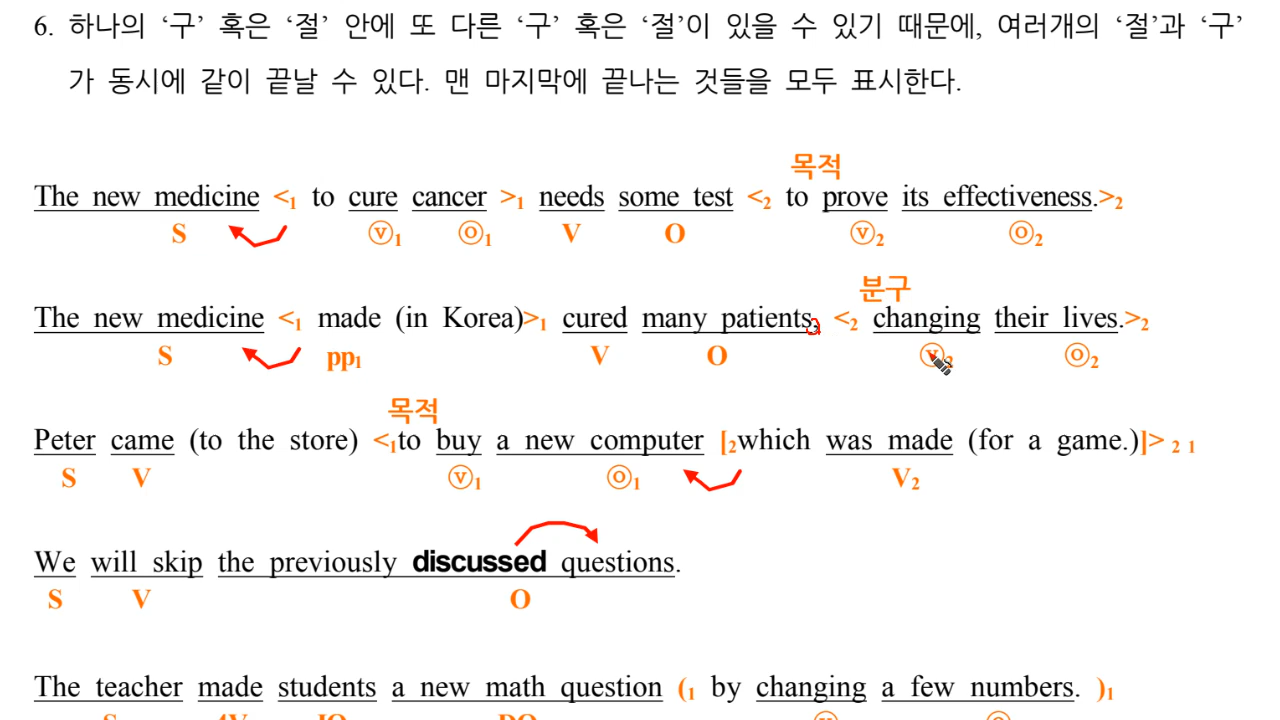 6. 하나의 ‘구’ 혹은 ‘절’ 안에 또 다른 ‘구’ 혹은 ‘절’이 있을 수 있기 때문에, 여러개의 ‘절’과 ‘구’
가 동시에 같이 끝날 수 있다. 맨 마지막에 끝나는 것들을 모두 표시한다.
목적
The new medicine <1 to cure cancer >1 needs some test <2 to prove its effectiveness.>2
S ⓥ1 ⓞ1 V O ⓥ2 ⓞ2
분구
The new medicine <1 made (in Korea)>1 cured many patients, <2 changing their lives.>2
S pp1 V O ⓥ2 ⓞ2
목적
Peter came (to the store) <1to buy a new computer [2which was made (for a game.)]> 2 1
S V ⓥ1 ⓞ1 V2
We will skip the previously discussed questions.
S V O
The teacher made students a new math question (1 by changing a few numbers. )1
S 4V IO DO ⓥ ⓞ